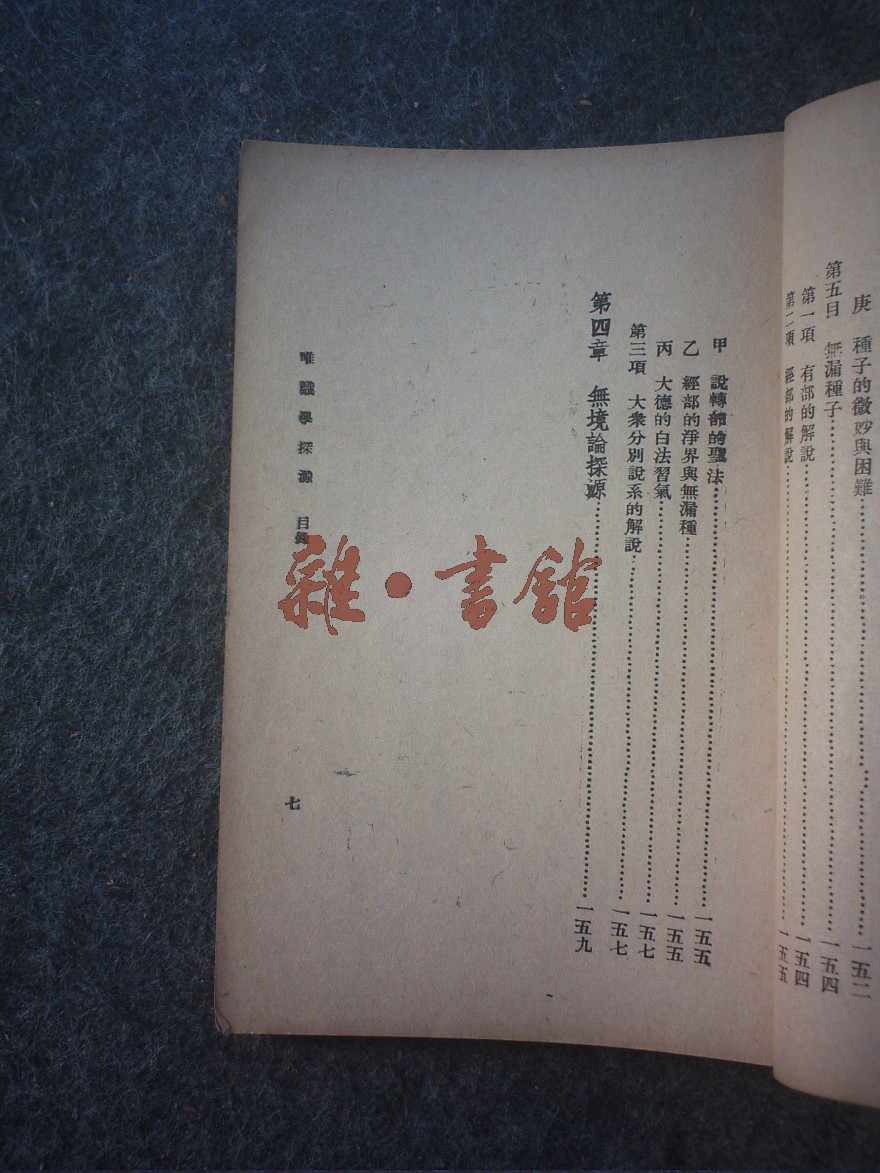 庚　種子的微妙與困難……一五二
第五目　無漏種子……一五四
第一項　有部的解說……一五四
第二項　經部的解說……一五五
甲　說轉部的聖法……一五五
乙　經部的淨界與無漏種……一五五
丙　大德的白法習氣……一五七
第三項　大衆分別說系的解說……一五七
第四章　無境論探源……一五九
唯識學探源　目錄
七
雜·書館